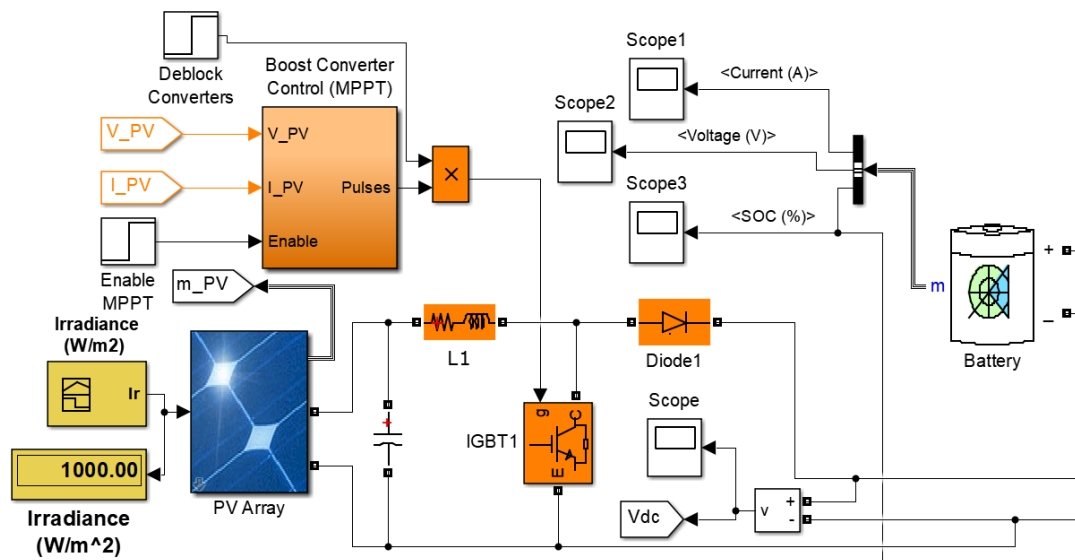 Deblock
Converters
Boost Converter
Control (MPPT)
V_PV
I_PV
V_PV
I_PV
Enable
Pulses
×
Enable
MPPT
m_PV
Scope1
<Current (A)>
Scope2
<Voltage (V)>
Scope3
<SOC (%)>
m
+
_
Battery
Irradiance
(W/m2)
Ir
1000.00
Irradiance
(W/m^2)
PV Array
+
L1
g
C
E
IGBT1
Diode1
Scope
Vdc
v
+
-